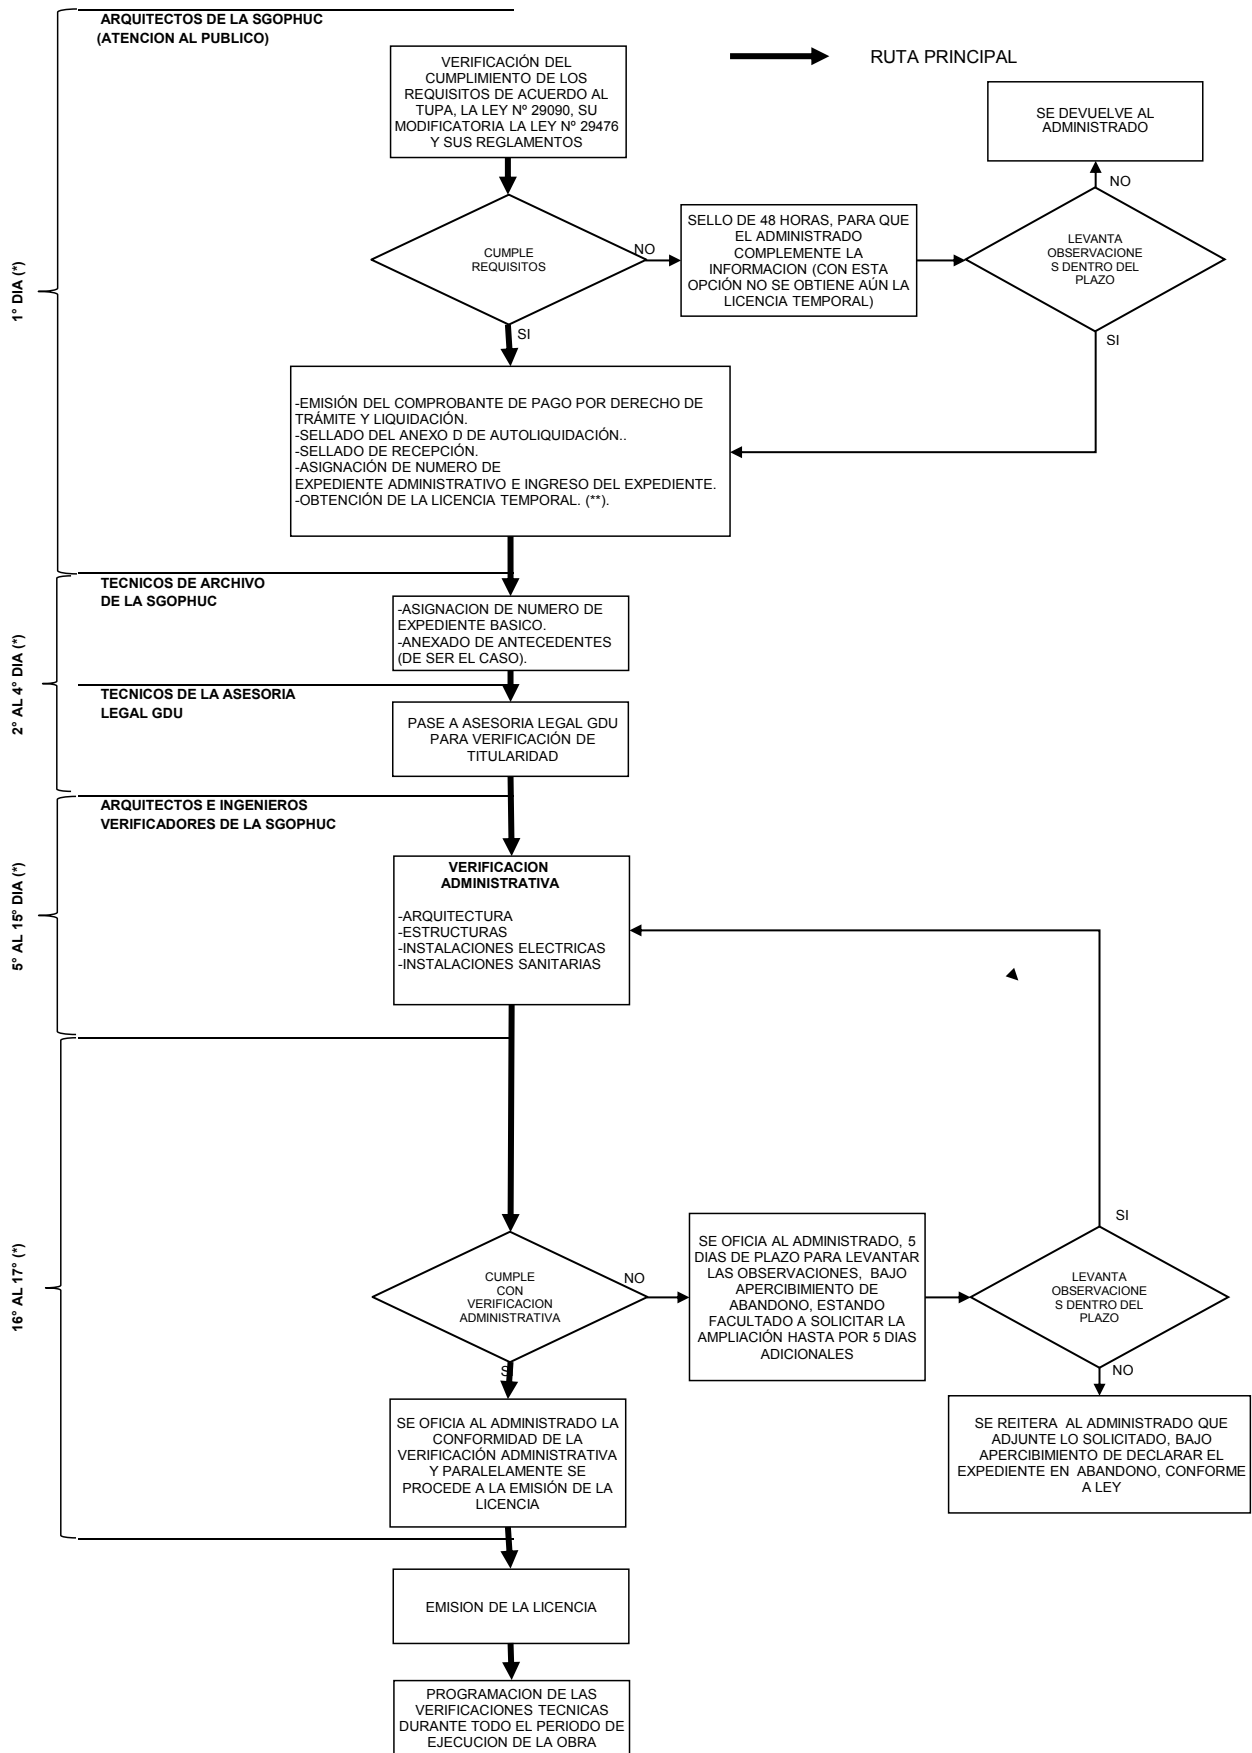 ARQUITECTOS DE LA SGOPHUC
(ATENCION AL PUBLICO)
RUTA PRINCIPAL
VERIFICACIÓN DEL
CUMPLIMIENTO DE LOS
REQUISITOS DE ACUERDO AL
TUPA, LA LEY Nº 29090, SU
MODIFICATORIA LA LEY Nº 29476
Y SUS REGLAMENTOS
SE DEVUELVE AL
ADMINISTRADO
NO
CUMPLE
REQUISITOS
NO
SELLO DE 48 HORAS, PARA QUE
EL ADMINISTRADO
COMPLEMENTE LA
INFORMACION (CON ESTA
OPCIÓN NO SE OBTIENE AÚN LA
LICENCIA TEMPORAL)
LEVANTA
OBSERVACIONE
S DENTRO DEL
PLAZO
SI
SI
1° DIA (*)
-EMISIÓN DEL COMPROBANTE DE PAGO POR DERECHO DE
TRÁMITE Y LIQUIDACIÓN.
-SELLADO DEL ANEXO D DE AUTOLIQUIDACIÓN..
-SELLADO DE RECEPCIÓN.
-ASIGNACIÓN DE NUMERO DE
EXPEDIENTE ADMINISTRATIVO E INGRESO DEL EXPEDIENTE.
-OBTENCIÓN DE LA LICENCIA TEMPORAL. (**).
TECNICOS DE ARCHIVO
DE LA SGOPHUC
-ASIGNACION DE NUMERO DE
EXPEDIENTE BASICO.
-ANEXADO DE ANTECEDENTES
(DE SER EL CASO).
2° AL 4° DIA (*)
TECNICOS DE LA ASESORIA
LEGAL GDU
PASE A ASESORIA LEGAL GDU
PARA VERIFICACIÓN DE
TITULARIDAD
ARQUITECTOS E INGENIEROS
VERIFICADORES DE LA SGOPHUC
5° AL 15° DIA (*)
VERIFICACION
ADMINISTRATIVA
-ARQUITECTURA
-ESTRUCTURAS
-INSTALACIONES ELECTRICAS
-INSTALACIONES SANITARIAS
16° AL 17° (*)
CUMPLE
CON
VERIFICACION
ADMINISTRATIVA
NO
SE OFICIA AL ADMINISTRADO, 5
DIAS DE PLAZO PARA LEVANTAR
LAS OBSERVACIONES, BAJO
APERCIBIMIENTO DE
ABANDONO, ESTANDO
FACULTADO A SOLICITAR LA
AMPLIACIÓN HASTA POR 5 DIAS
ADICIONALES
SI
LEVANTA
OBSERVACIONE
S DENTRO DEL
PLAZO
NO
SI
SE OFICIA AL ADMINISTRADO LA
CONFORMIDAD DE LA
VERIFICACIÓN ADMINISTRATIVA
Y PARALELAMENTE SE
PROCEDE A LA EMISIÓN DE LA
LICENCIA
SE REITERA AL ADMINISTRADO QUE
ADJUNTE LO SOLICITADO, BAJO
APERCIBIMIENTO DE DECLARAR EL
EXPEDIENTE EN ABANDONO, CONFORME
A LEY
EMISION DE LA LICENCIA
PROGRAMACION DE LAS
VERIFICACIONES TECNICAS
DURANTE TODO EL PERIODO DE
EJECUCION DE LA OBRA